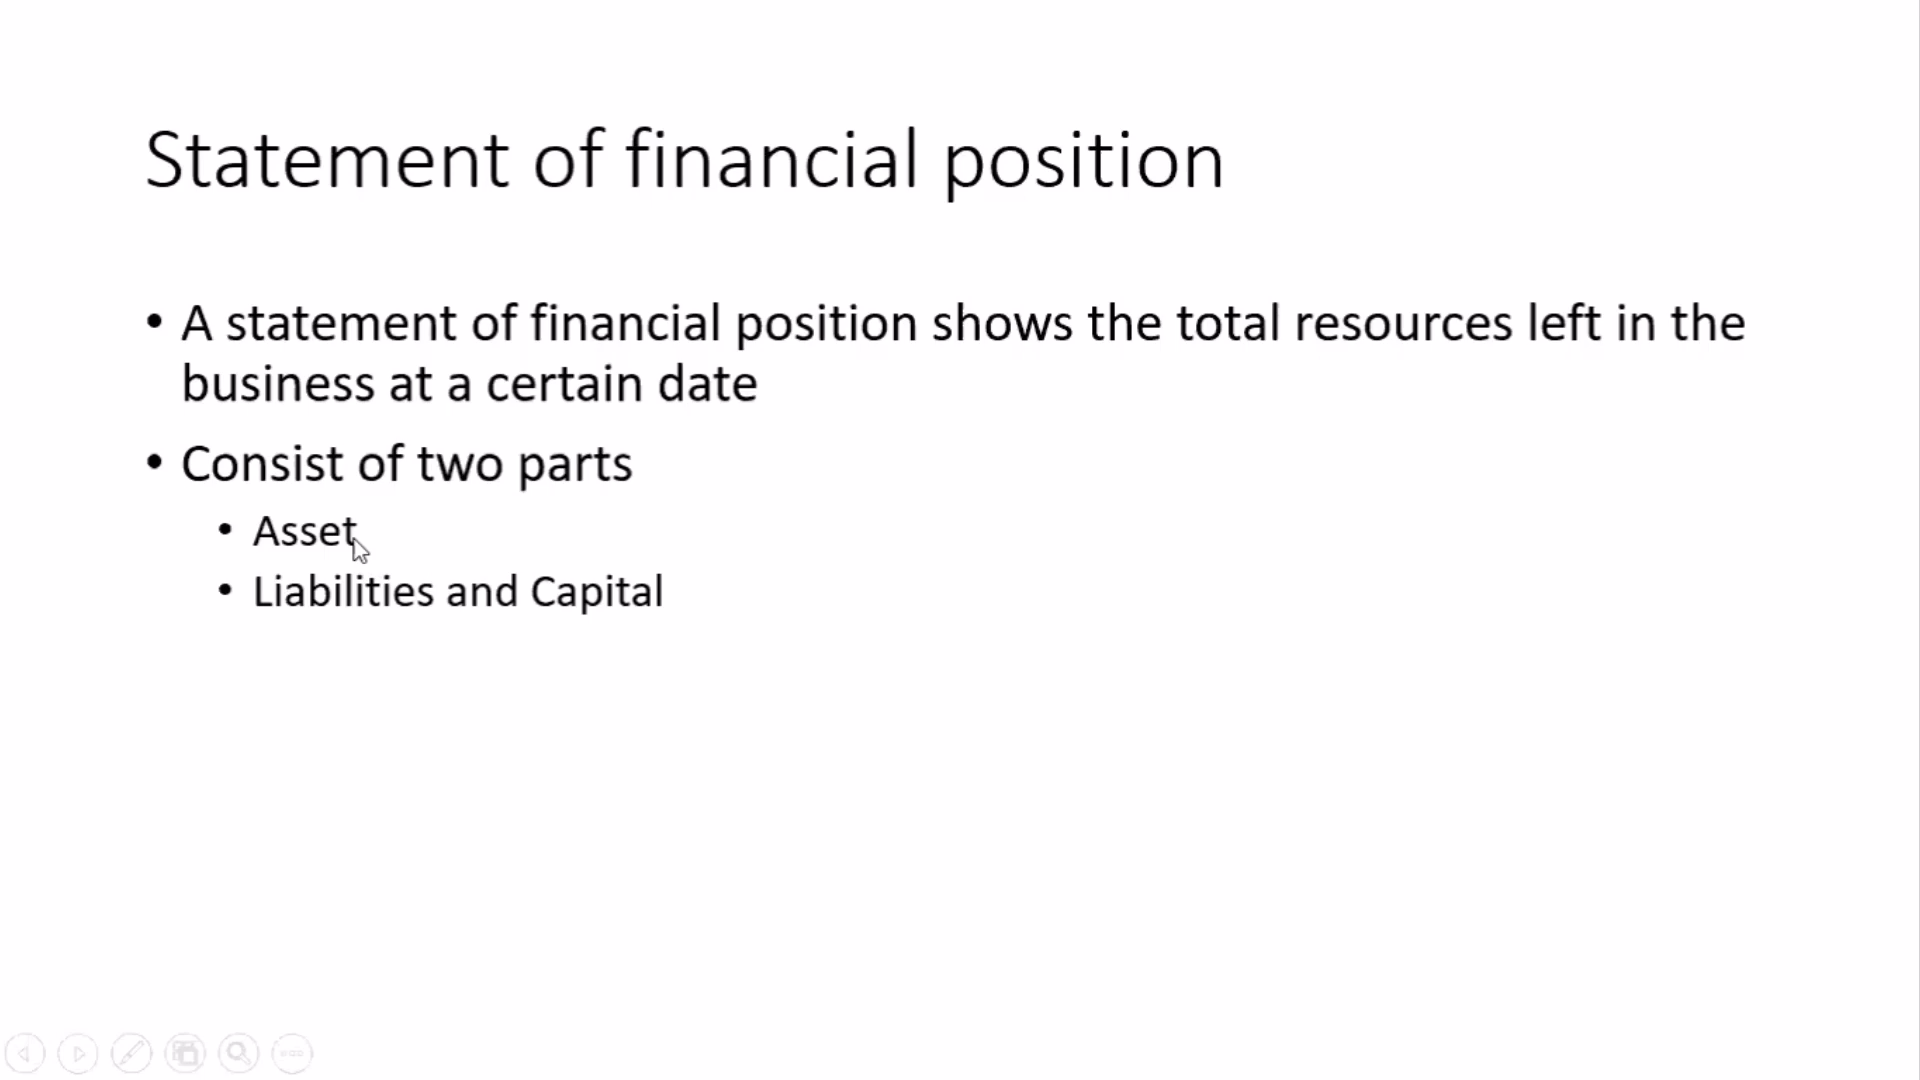 Statement of financial position
• A statement of financial position shows the total resources left in the
business at a certain date
• Consist of two parts
• Asset
• Liabilities and Capital